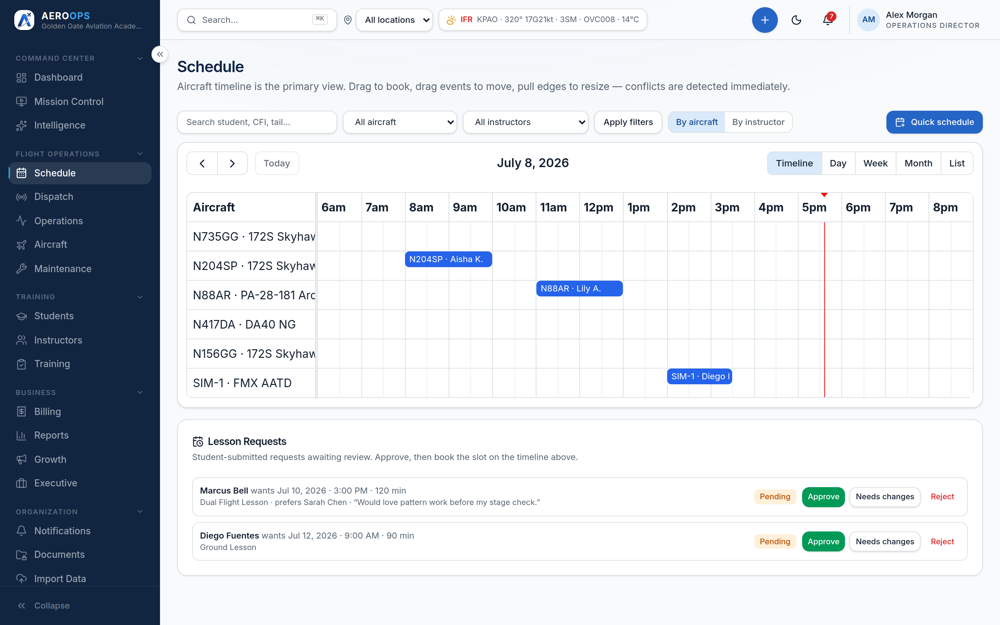 AEROOPS
Golden Gate Aviation Acade...
COMMAND CENTER
Dashboard
Mission Control
Intelligence
FLIGHT OPERATIONS
Schedule
Dispatch
Operations
Aircraft
Maintenance
TRAINING
Students
Instructors
Training
BUSINESS
Billing
Reports
Growth
Executive
ORGANIZATION
Notifications
Documents
Import Data
Collapse
Search... ⌘K
All locations
IFR KPAO · 320° 17G21kt · 3SM · OVC008 · 14°C
7
AM
Alex Morgan
OPERATIONS DIRECTOR
Schedule
Aircraft timeline is the primary view. Drag to book, drag events to move, pull edges to resize — conflicts are detected immediately.
Search student, CFI, tail...
All aircraft
All instructors
Apply filters
By aircraft
By instructor
Quick schedule
Today
July 8, 2026
Timeline Day Week Month List
Aircraft 6am 7am 8am 9am 10am 11am 12pm 1pm 2pm 3pm 4pm 5pm 6pm 7pm 8pm
N735GG · 172S Skyhaw
N204SP · 172S Skyhaw
N204SP · Aisha K.
N88AR · PA-28-181 Arc
N88AR · Lily A.
N417DA · DA40 NG
N156GG · 172S Skyhaw
SIM-1 · FMX AATD
SIM-1 · Diego
Lesson Requests
Student-submitted requests awaiting review. Approve, then book the slot on the timeline above.
Marcus Bell wants Jul 10, 2026 · 3:00 PM · 120 min
Dual Flight Lesson · prefers Sarah Chen · “Would love pattern work before my stage check.”
Pending Approve Needs changes Reject
Diego Fuentes wants Jul 12, 2026 · 9:00 AM · 90 min
Ground Lesson
Pending Approve Needs changes Reject